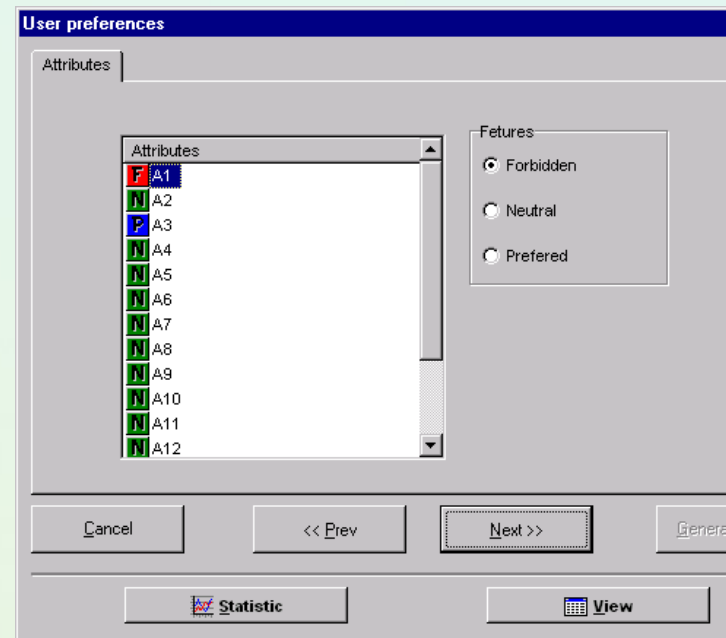 User preferences
Attributes
Attributes
F A1
N A2
P A3
N A4
N A5
N A6
N A7
N A8
N A9
N A10
N A11
N A12
Fetures
Forbidden
Neutral
Prefered
Cancel
<< Prev
Next >>
Genera
Statistic
View